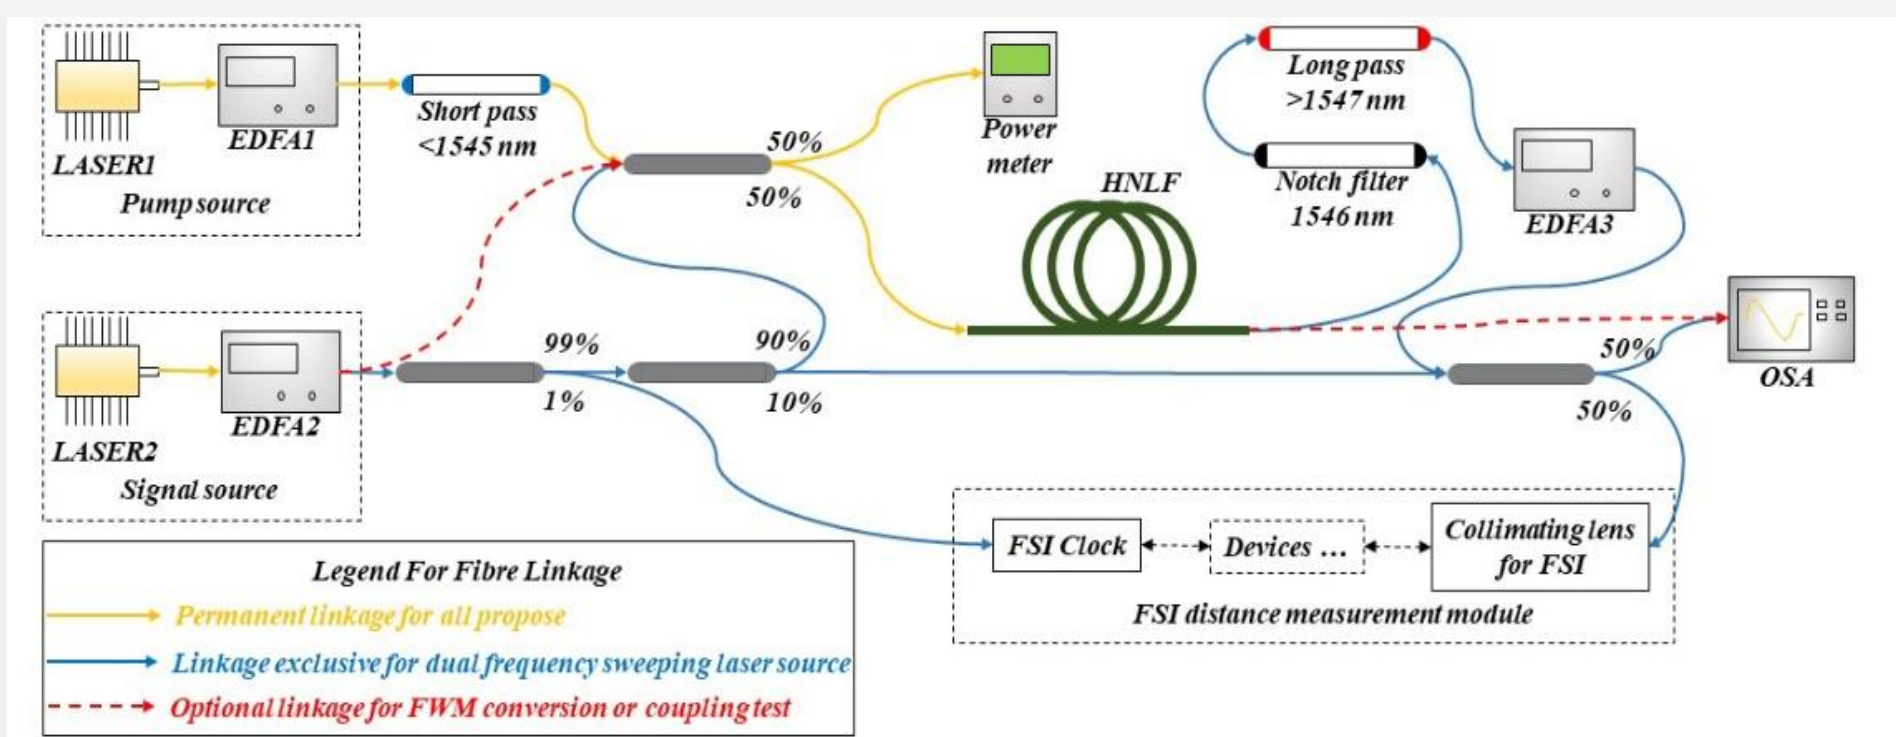 LASER1
EDFA1
Pump source
Short pass
<1545 nm
50%
50%
Power
meter
HNLF
Long pass
>1547 nm
Notch filter
1546 nm
EDFA3
LASER2
EDFA2
Signal source
99%
1%
90%
10%
50%
50%
OSA
FSI Clock
Devices ...
Collimating lens
for FSI
FSI distance measurement module
Legend For Fibre Linkage
Permanent linkage for all propose
Linkage exclusive for dual frequency sweeping laser source
Optional linkage for FWM conversion or coupling test